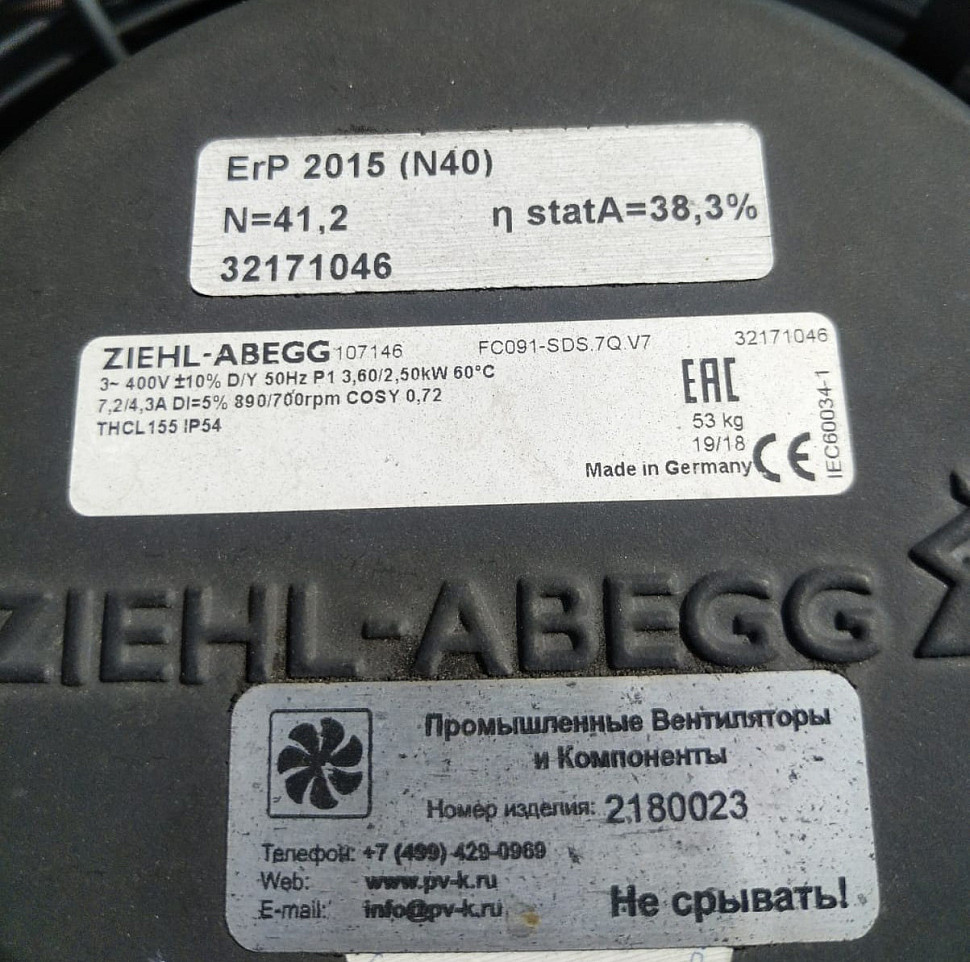 ErP 2015 (N40)
N=41,2 η statA=38,3%
32171046
ZIEHL-ABEGG 107146 FC091-SDS.7Q.V7 32171046
3~ 400V ±10% D/Y 50Hz P1 3,60/2,50kW 60°C
7,2/4,3A DI=5% 890/700rpm COSY 0,72
THCL155 IP54
EAC
53 kg
19/18
Made in Germany CE
IEC60034-1
ZIEHL-ABEGG
Промышленные Вентиляторы
и Компоненты
Номер изделия: 2180023
Телефон: +7 (499) 429-0969
Web: www.pv-k.ru
E-mail: info@pv-k.ru
Не срывать!